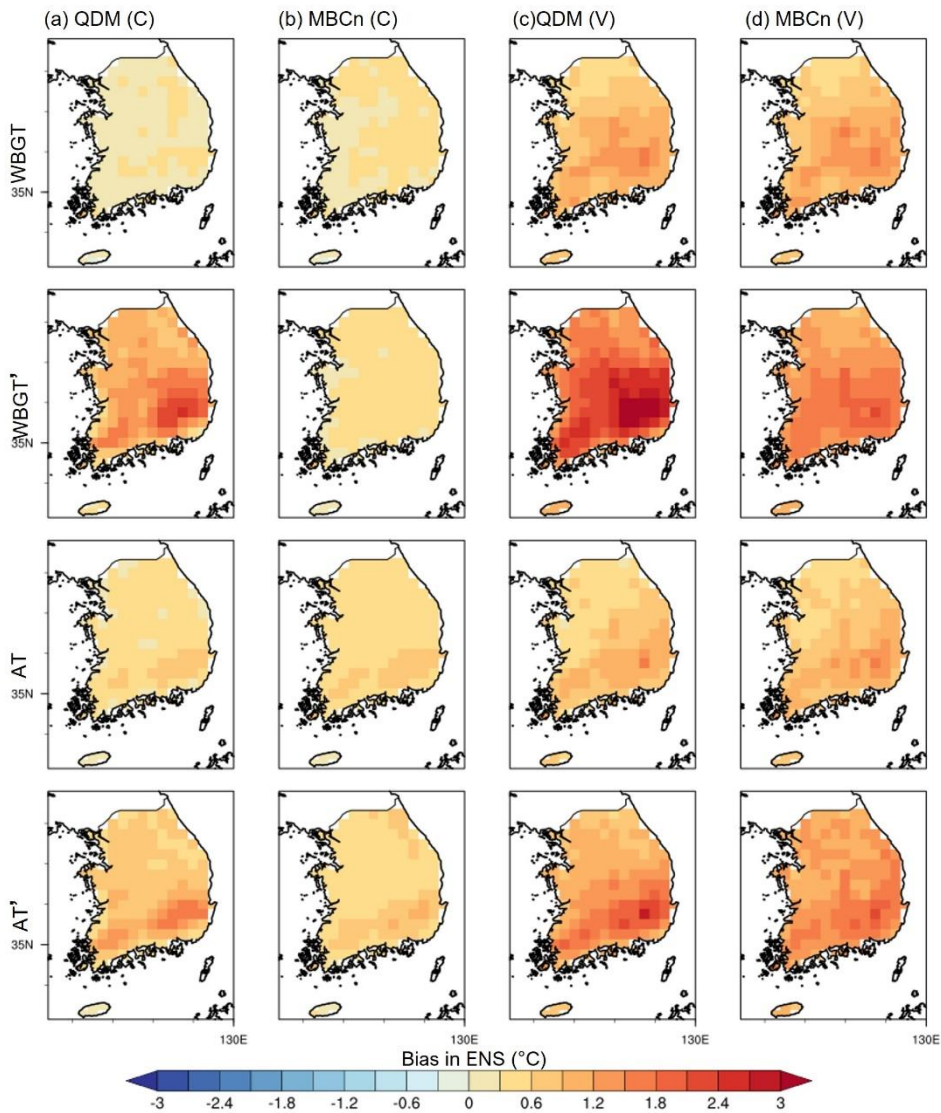 (a) QDM (C) (b) MBCn (C) (c)QDM (V) (d) MBCn (V)
WBGT
35N
WBGT’
35N
AT
35N
AT’
35N
130E 130E 130E 130E
Bias in ENS (°C)
-3 -2.4 -1.8 -1.2 -0.6 0 0.6 1.2 1.8 2.4 3